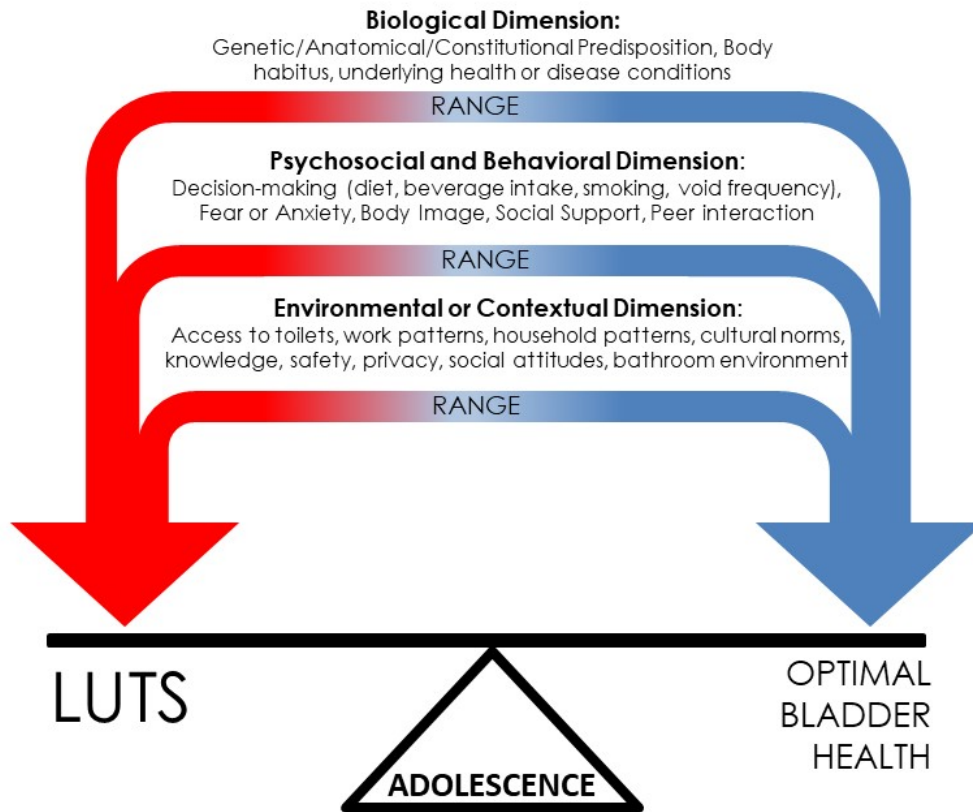 Biological Dimension:
Genetic/Anatomical/Constitutional Predisposition, Body
habitus, underlying health or disease conditions
RANGE
Psychosocial and Behavioral Dimension:
Decision-making (diet, beverage intake, smoking, void frequency),
Fear or Anxiety, Body Image, Social Support, Peer interaction
RANGE
Environmental or Contextual Dimension:
Access to toilets, work patterns, household patterns, cultural norms,
knowledge, safety, privacy, social attitudes, bathroom environment
RANGE
LUTS
OPTIMAL
BLADDER
HEALTH
ADOLESCENCE